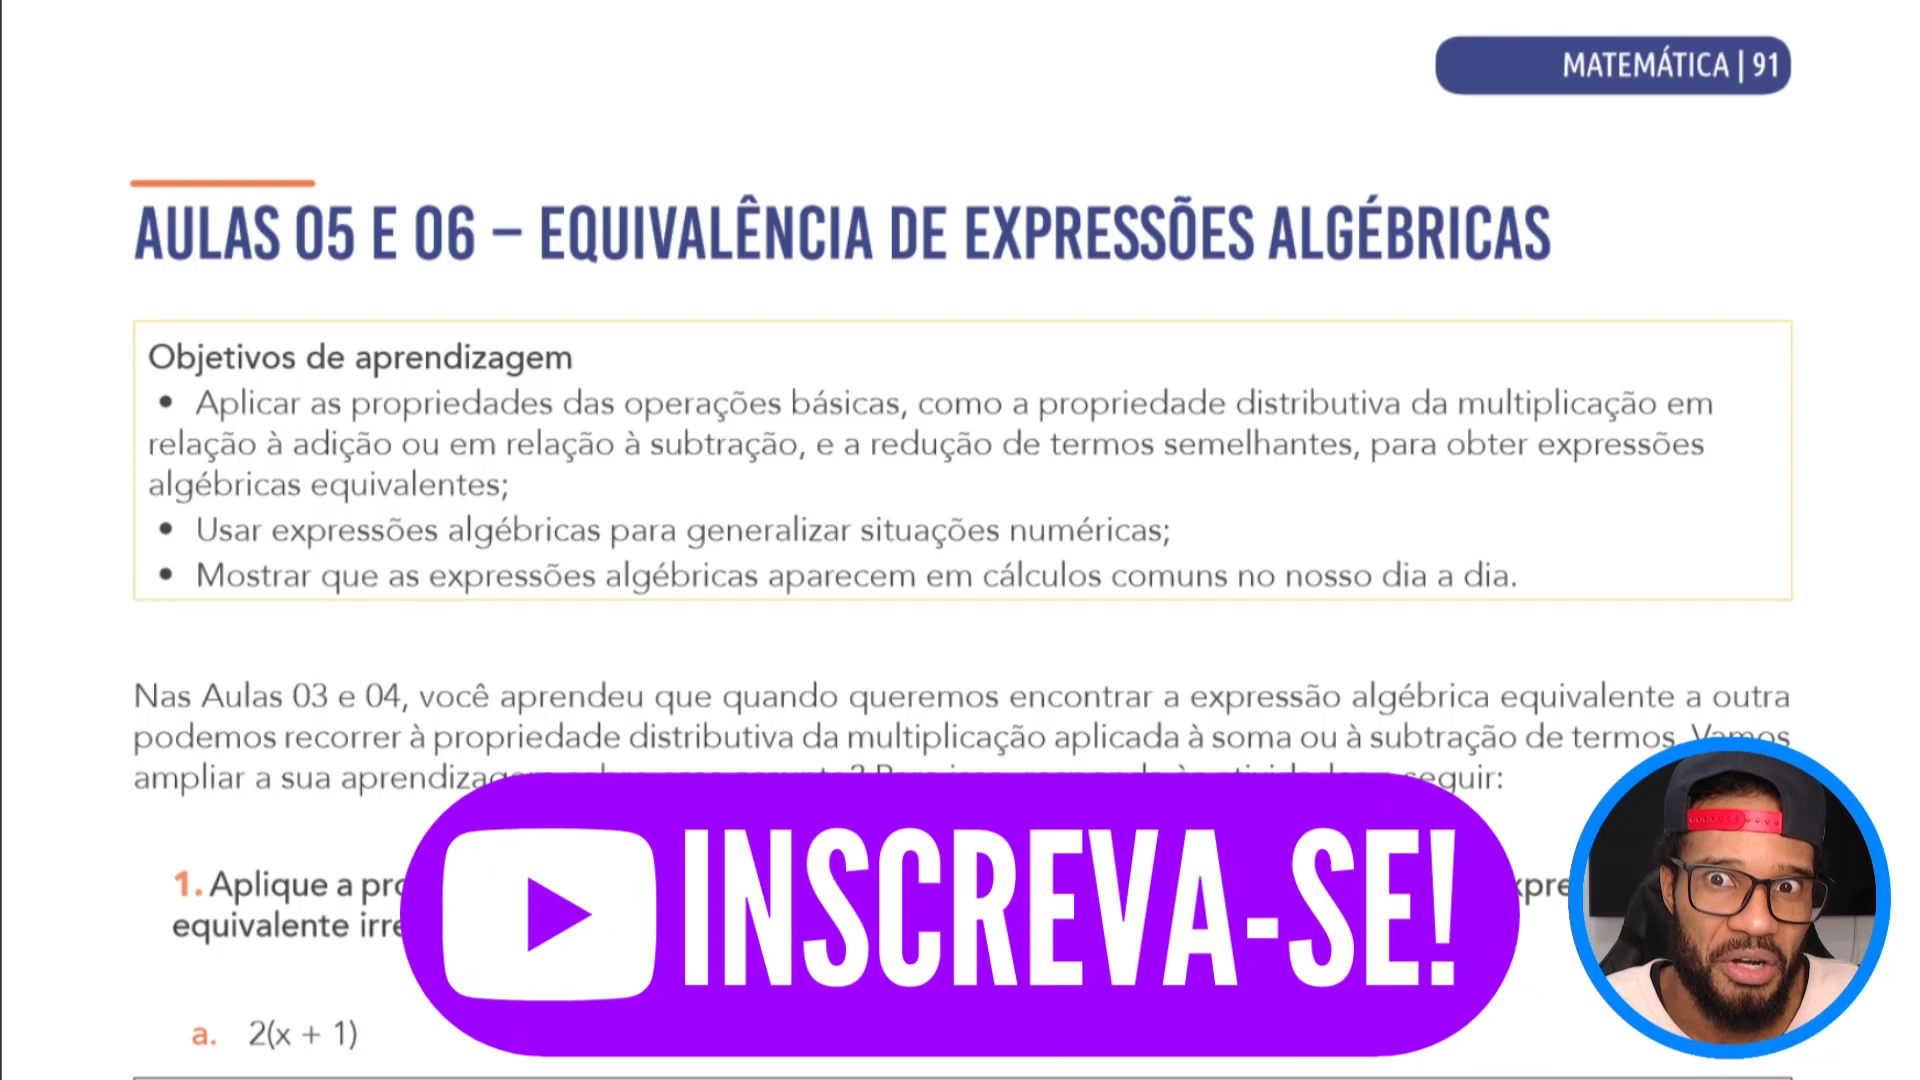 MATEMÁTICA | 91
AULAS 05 E 06 – EQUIVALÊNCIA DE EXPRESSÕES ALGÉBRICAS
Objetivos de aprendizagem
• Aplicar as propriedades das operações básicas, como a propriedade distributiva da multiplicação em
relação à adição ou em relação à subtração, e a redução de termos semelhantes, para obter expressões
algébricas equivalentes;
• Usar expressões algébricas para generalizar situações numéricas;
• Mostrar que as expressões algébricas aparecem em cálculos comuns no nosso dia a dia.
Nas Aulas 03 e 04, você aprendeu que quando queremos encontrar a expressão algébrica equivalente a outra
podemos recorrer à propriedade distributiva da multiplicação aplicada à soma ou à subtração de termos. Vamos
ampliar a sua
1. Aplique a
equivalente
INSCREVA-SE!
a. 2(x + 1)